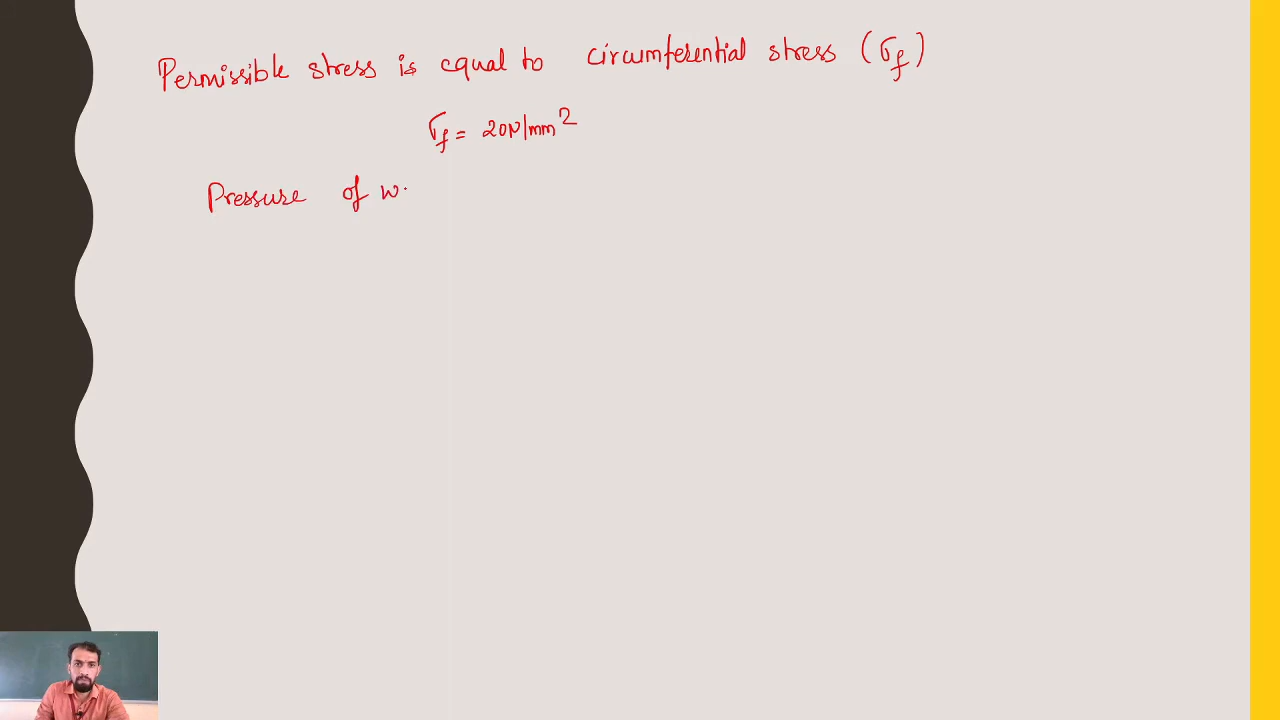 Permissible stress is equal to circumferential stress (σf)
σf = 20N/mm²
Pressure of w